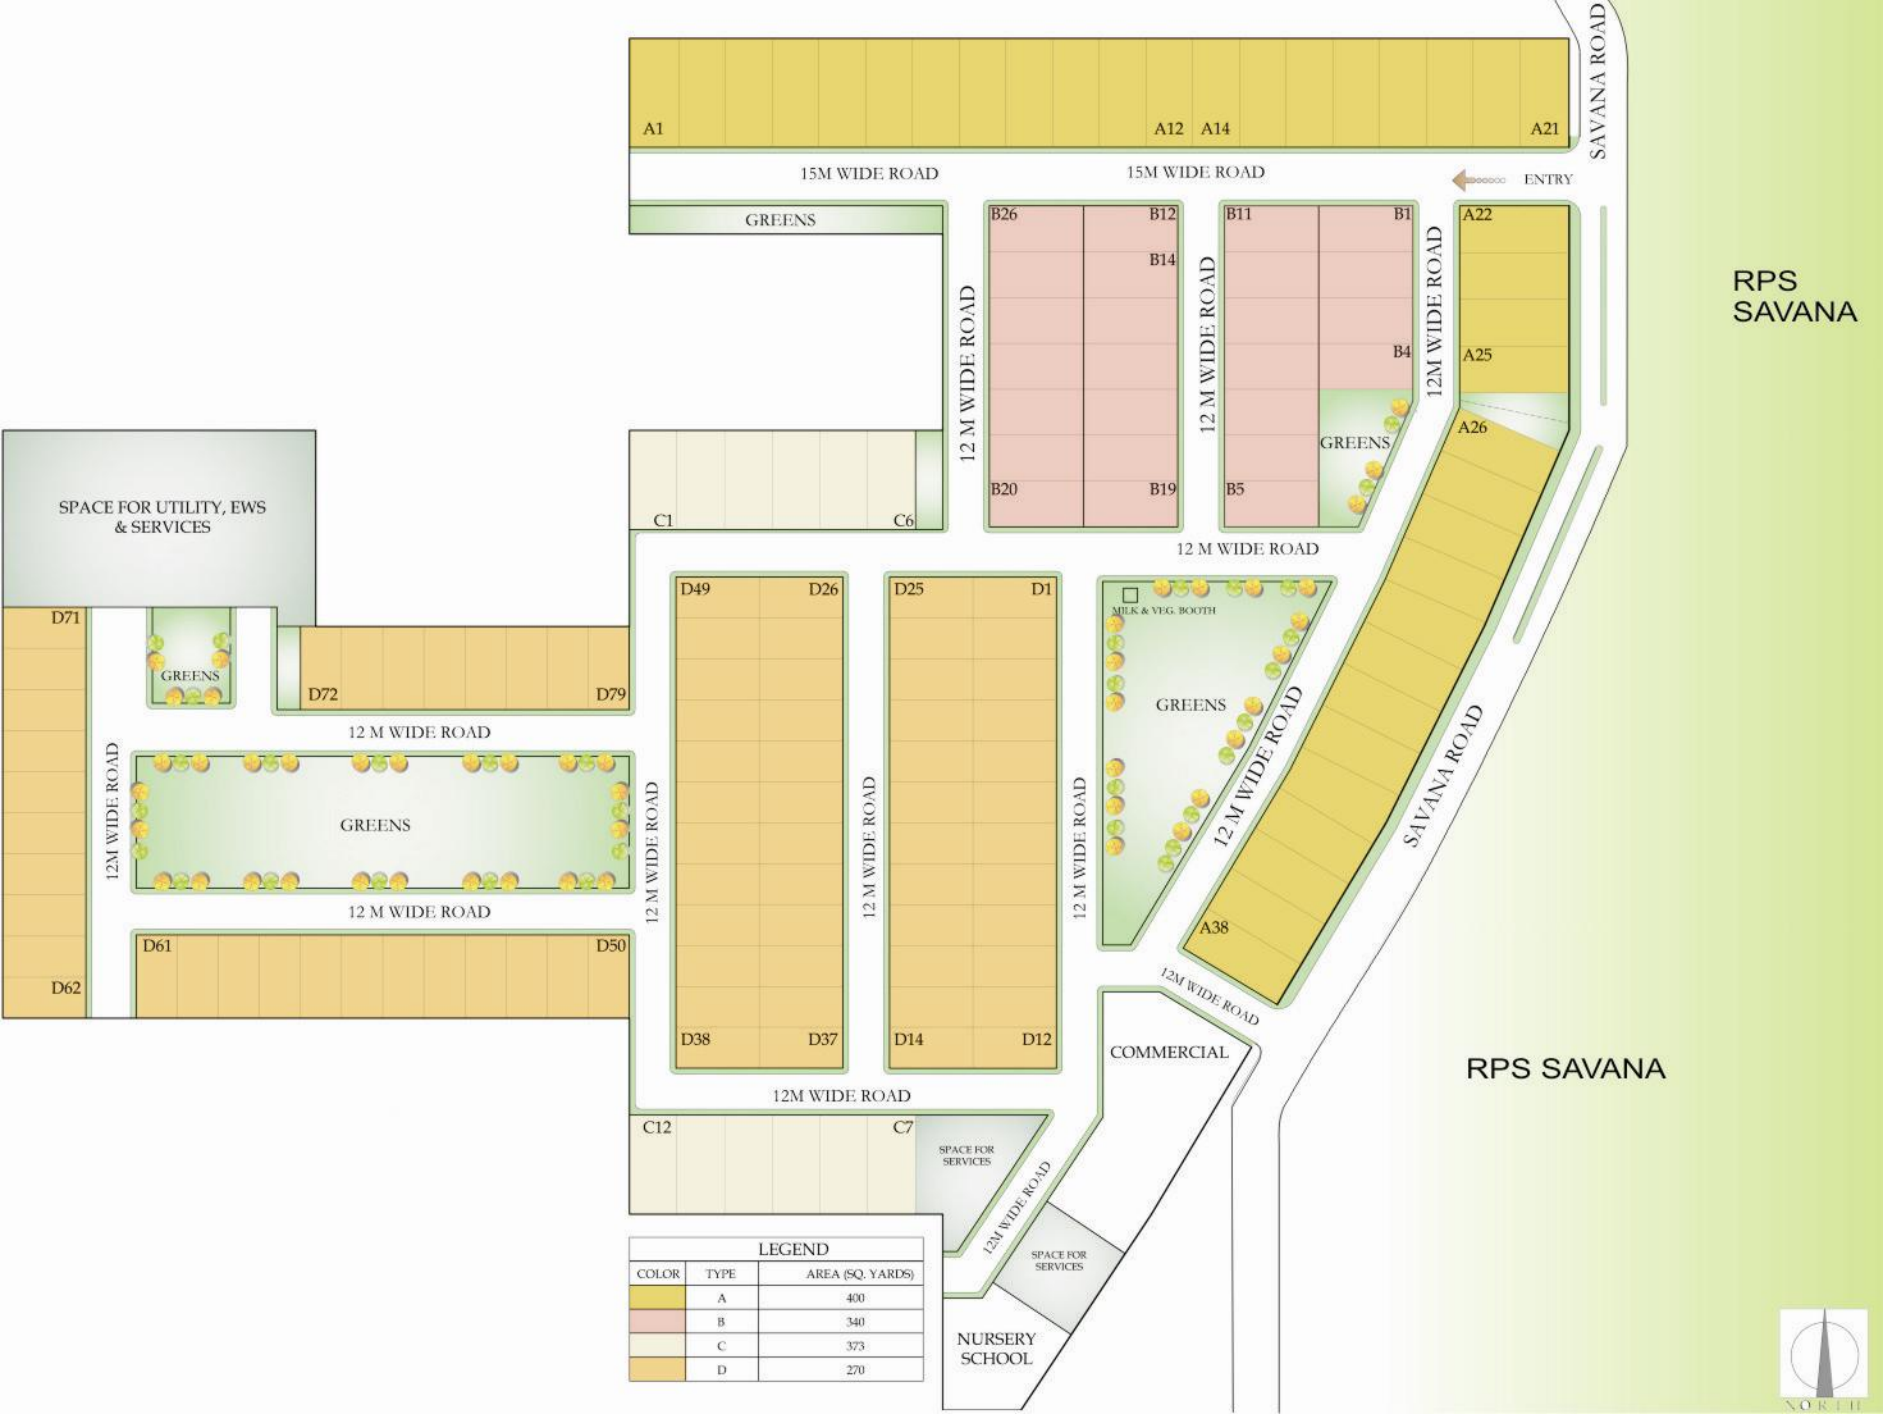 SAVANA ROAD
A1
A12
A14
A21
15M WIDE ROAD
15M WIDE ROAD
ENTRY
GREENS
B26
B12
B11
B1
A22
B14
12 M WIDE ROAD
12 M WIDE ROAD
12M WIDE ROAD
RPS
SAVANA
B4
A25
GREENS
A26
B20
B19
B5
SPACE FOR UTILITY, EWS
& SERVICES
C1
C6
12 M WIDE ROAD
D71
D49
D26
D25
D1
MILK & VEG. BOOTH
GREENS
D72
D79
GREENS
12 M WIDE ROAD
12M WIDE ROAD
GREENS
12 M WIDE ROAD
12 M WIDE ROAD
12 M WIDE ROAD
12 M WIDE ROAD
SAVANA ROAD
12 M WIDE ROAD
D61
D50
A38
D62
12M WIDE ROAD
D38
D37
D14
D12
COMMERCIAL
RPS SAVANA
12M WIDE ROAD
C12
C7
SPACE FOR
SERVICES
12M WIDE ROAD
SPACE FOR
SERVICES
LEGEND
COLOR TYPE AREA (SQ. YARDS)
A 400
B 340
C 373
D 270
NURSERY
SCHOOL
NORTH